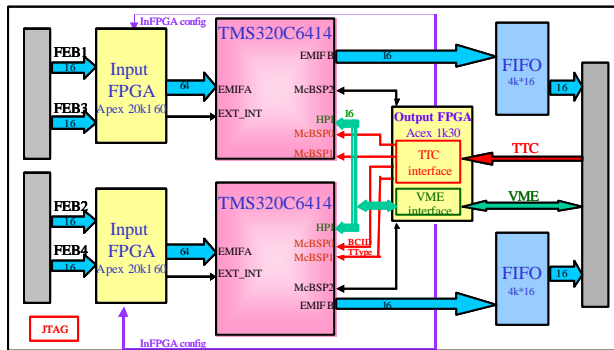 InFPGA config
TMS320C6414
EMIFB
16
FIFO
4k*16
16
FEB1
16
Input
FPGA
Apex 20k160
64
EMIFA
McBSP2
FEB3
16
EXT_INT
HPI
16
McBSP0
McBSP1
Output FPGA
Acex 1k30
TTC
interface
TTC
VME
interface
VME
FEB2
16
Input
FPGA
Apex 20k160
64
TMS320C6414
HPI
EMIFA
McBSP0
BCID
McBSP1
TType
FEB4
16
EXT_INT
McBSP2
EMIFB
16
FIFO
4k*16
16
JTAG
InFPGA config